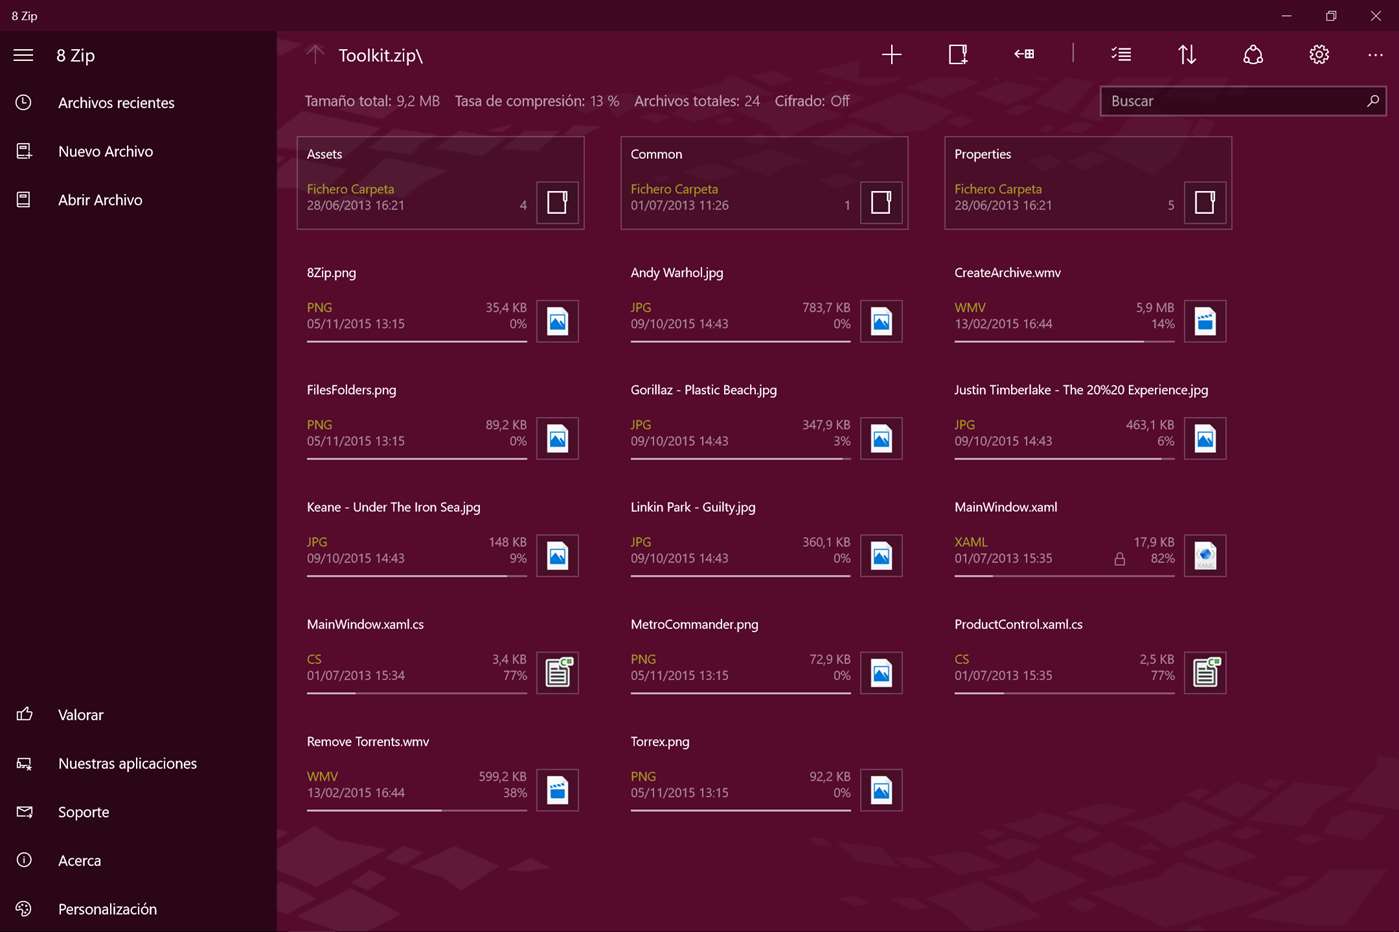 8 Zip
8 Zip
Archivos recientes
Nuevo Archivo
Abrir Archivo
Valorar
Nuestras aplicaciones
Soporte
Acerca
Personalización
Toolkit.zip\
Tamaño total: 9,2 MB Tasa de compresión: 13 % Archivos totales: 24 Cifrado: Off
Buscar
Assets
Fichero Carpeta
28/06/2013 16:21 4
Common
Fichero Carpeta
01/07/2013 11:26 1
Properties
Fichero Carpeta
28/06/2013 16:21 5
8Zip.png
PNG 35,4 KB
05/11/2015 13:15 0%
Andy Warhol.jpg
JPG 783,7 KB
09/10/2015 14:43 0%
CreateArchive.wmv
WMV 5,9 MB
13/02/2015 16:44 14%
FilesFolders.png
PNG 89,2 KB
05/11/2015 13:15 0%
Gorillaz - Plastic Beach.jpg
JPG 347,9 KB
09/10/2015 14:43 3%
Justin Timberlake - The 20%20 Experience.jpg
JPG 463,1 KB
09/10/2015 14:43 6%
Keane - Under The Iron Sea.jpg
JPG 148 KB
09/10/2015 14:43 9%
Linkin Park - Guilty.jpg
JPG 360,1 KB
09/10/2015 14:43 0%
MainWindow.xaml
XAML 17,9 KB
01/07/2013 15:35 82%
XAML
MainWindow.xaml.cs
CS 3,4 KB
01/07/2013 15:34 77%
MetroCommander.png
PNG 72,9 KB
05/11/2015 13:15 0%
ProductControl.xaml.cs
CS 2,5 KB
01/07/2013 15:35 77%
Remove Torrents.wmv
WMV 599,2 KB
13/02/2015 16:44 38%
Torrex.png
PNG 92,2 KB
05/11/2015 13:15 0%